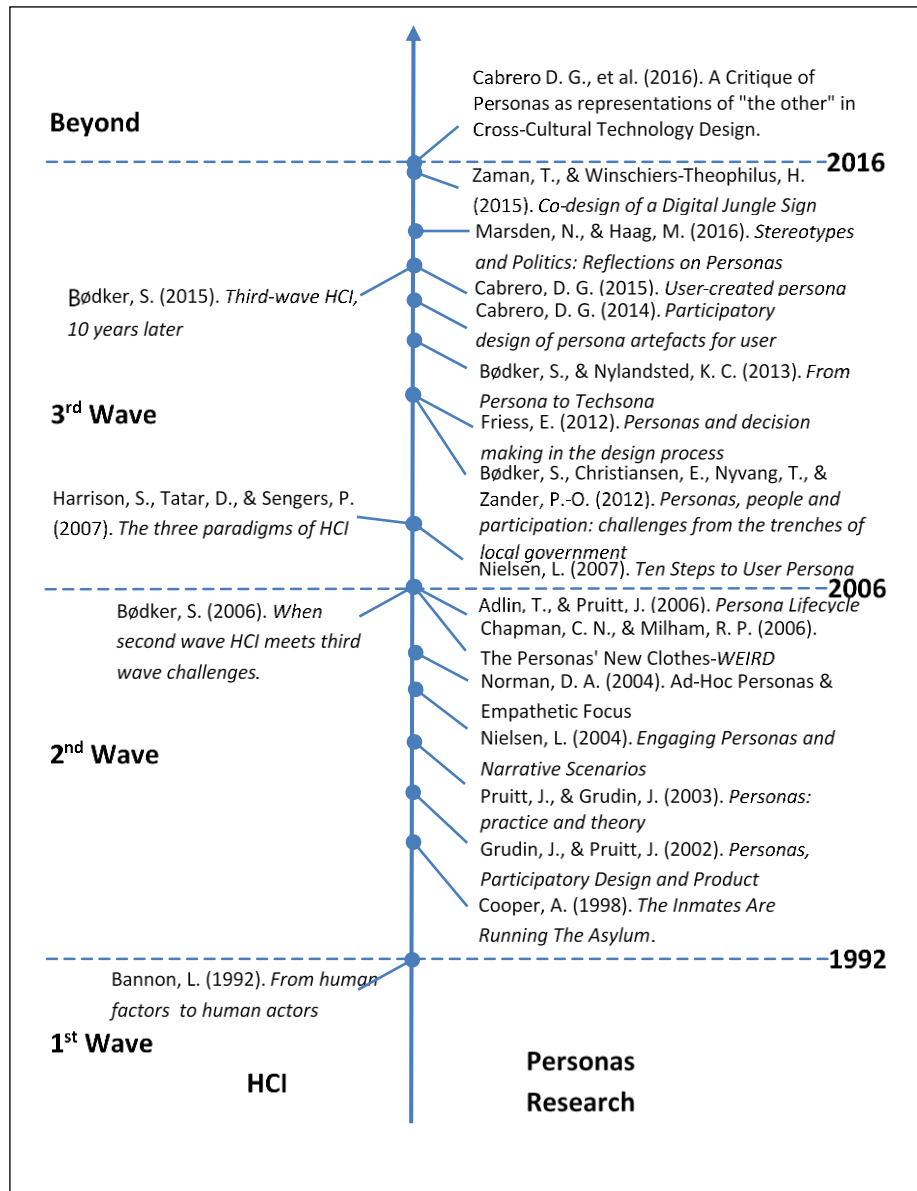 Cabrero D. G., et al. (2016). A Critique of
Personas as representations of "the other" in
Cross-Cultural Technology Design.
Beyond
2016
Zaman, T., & Winschiers-Theophilus, H.
(2015). Co-design of a Digital Jungle Sign
Marsden, N., & Haag, M. (2016). Stereotypes
and Politics: Reflections on Personas
Cabrero, D. G. (2015). User-created persona
Bødker, S. (2015). Third-wave HCI,
10 years later
Cabrero, D. G. (2014). Participatory
design of persona artefacts for user
Bødker, S., & Nylandsted, K. C. (2013). From
Persona to Techsona
3rd Wave
Friess, E. (2012). Personas and decision
making in the design process
Bødker, S., Christiansen, E., Nyvang, T., &
Zander, P.-O. (2012). Personas, people and
participation: challenges from the trenches of
local government
Harrison, S., Tatar, D., & Sengers, P.
(2007). The three paradigms of HCI
Nielsen, L. (2007). Ten Steps to User Persona
2006
Bødker, S. (2006). When
second wave HCI meets third
wave challenges.
Adlin, T., & Pruitt, J. (2006). Persona Lifecycle
Chapman, C. N., & Milham, R. P. (2006).
The Personas' New Clothes-WEIRD
Norman, D. A. (2004). Ad-Hoc Personas &
Empathetic Focus
2nd Wave
Nielsen, L. (2004). Engaging Personas and
Narrative Scenarios
Pruitt, J., & Grudin, J. (2003). Personas:
practice and theory
Grudin, J., & Pruitt, J. (2002). Personas,
Participatory Design and Product
Cooper, A. (1998). The Inmates Are
Running The Asylum.
1992
Bannon, L. (1992). From human
factors to human actors
1st Wave
HCI
Personas
Research